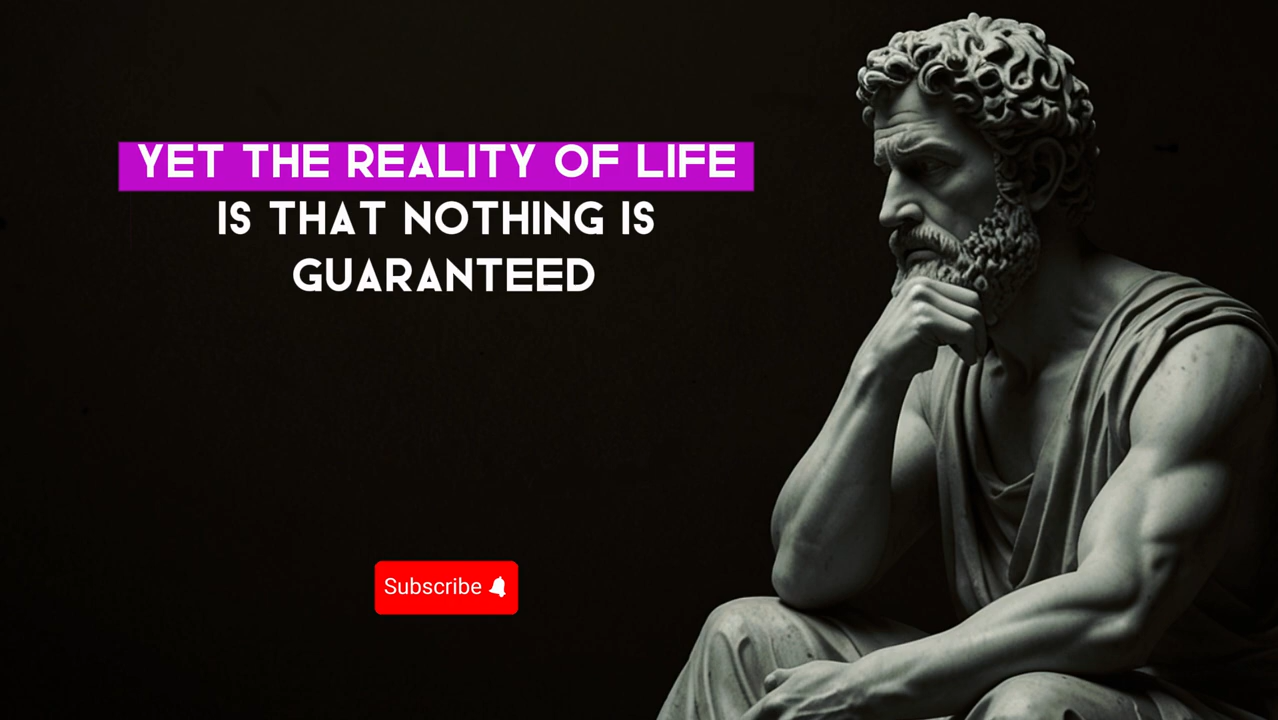 YET THE REALITY OF LIFE
IS THAT NOTHING IS
GUARANTEED
Subscribe